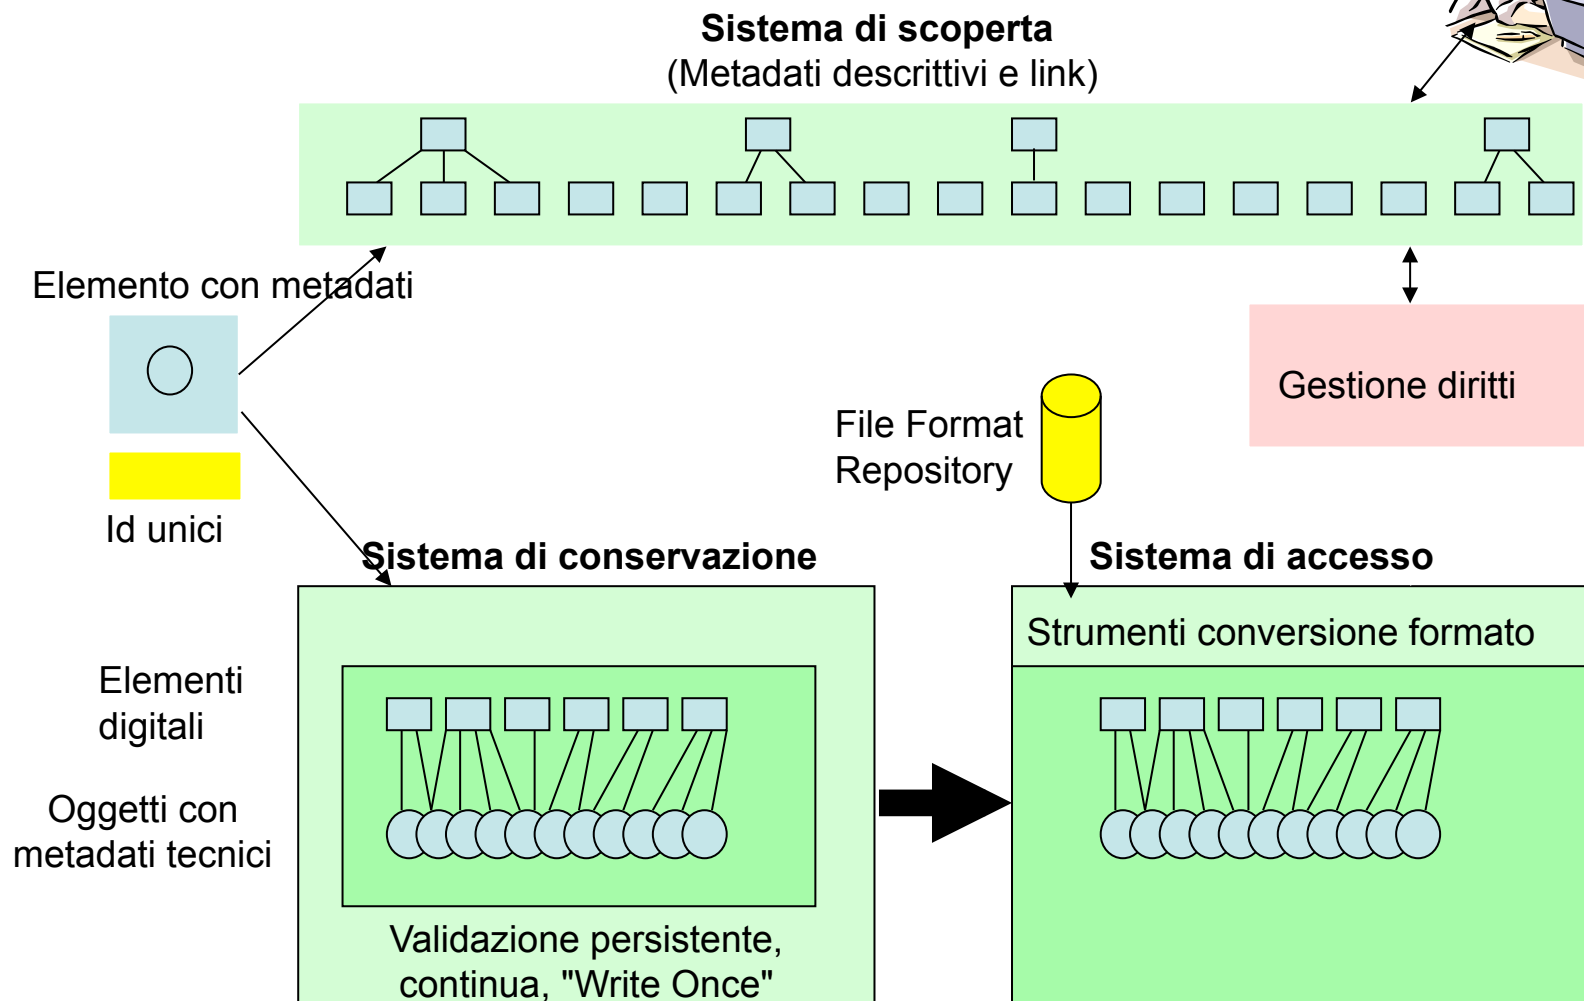 Sistema di scoperta
(Metadati descrittivi e link)
Elemento con metadati
Id unici
Gestione diritti
File Format
Repository
Sistema di conservazione
Sistema di accesso
Strumenti conversione formato
Elementi
digitali
Oggetti con
metadati tecnici
Validazione persistente,
continua, "Write Once"